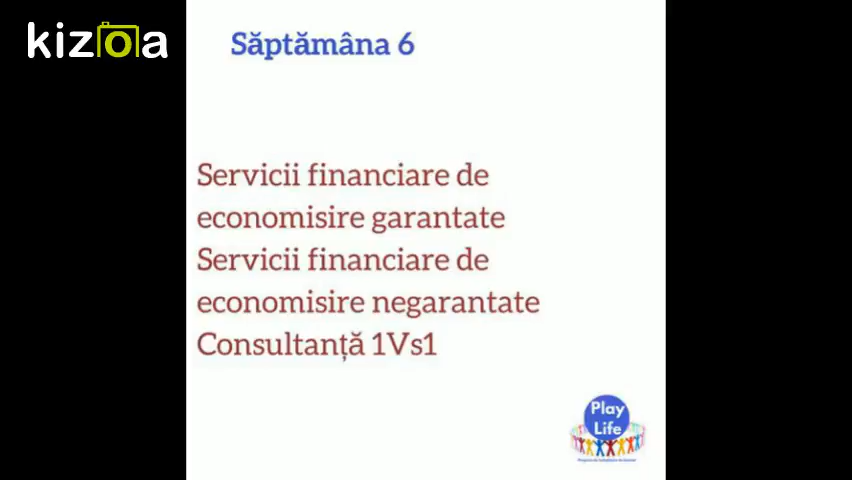 kizoa
Săptămâna 6
Servicii financiare de
economisire garantate
Servicii financiare de
economisire negarantate
Consultanță 1Vs1
Play
Life